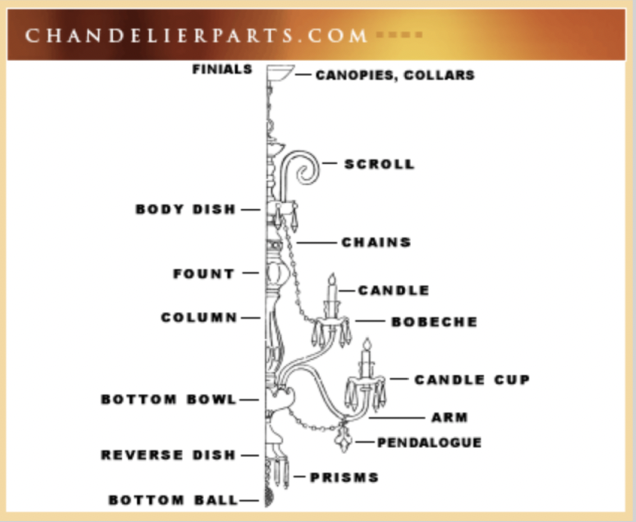 CHANDELIERPARTS.COM
FINIALS
CANOPIES, COLLARS
SCROLL
BODY DISH
CHAINS
FOUNT
CANDLE
COLUMN
BOBECHE
CANDLE CUP
BOTTOM BOWL
ARM
PENDALOGUE
REVERSE DISH
PRISMS
BOTTOM BALL